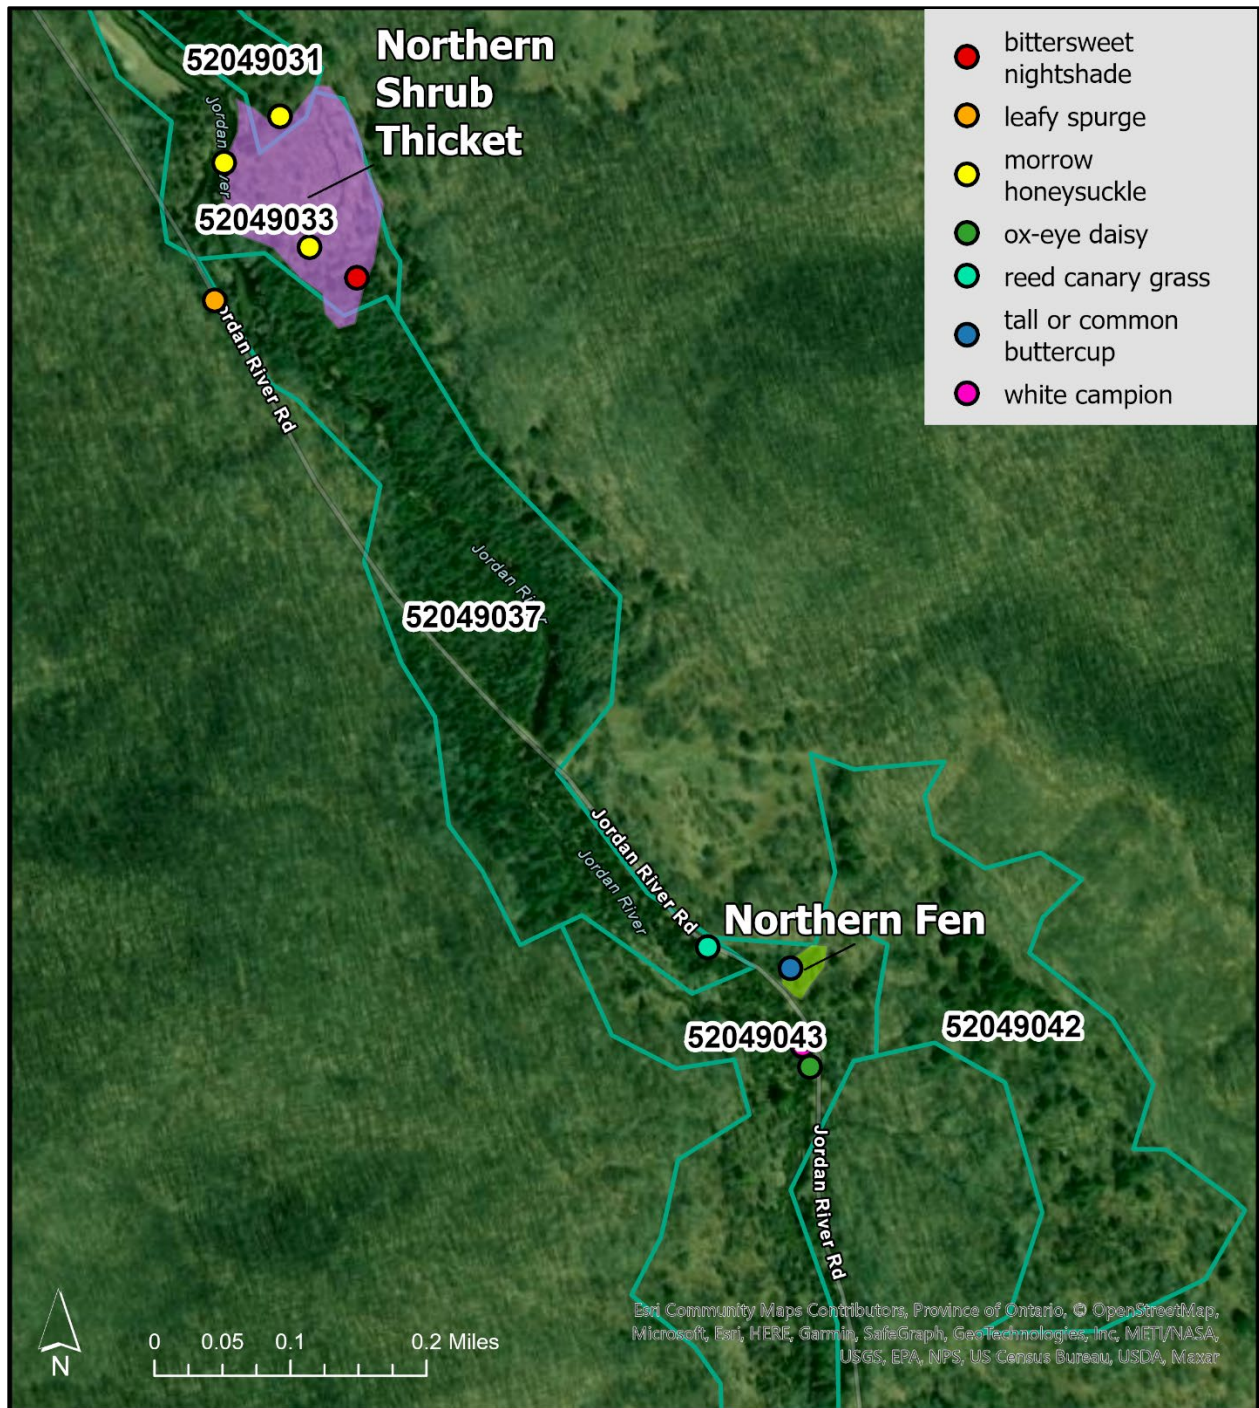 52049031
Northern
Shrub
Thicket
Jordan River
52049033
Jordan River Rd
bittersweet
nightshade
leafy spurge
morrow
honeysuckle
ox-eye daisy
reed canary grass
tall or common
buttercup
white campion
Jordan River
52049037
Jordan River Rd
Jordan River
Northern Fen
52049043
52049042
Jordan River Rd
N
0 0.05 0.1 0.2 Miles
Esri Community Maps Contributors, Province of Ontario, © OpenStreetMap,
Microsoft, Esri, HERE, Garmin, SafeGraph, GeoTechnologies, Inc, METI/NASA,
USGS, EPA, NPS, US Census Bureau, USDA, Maxar